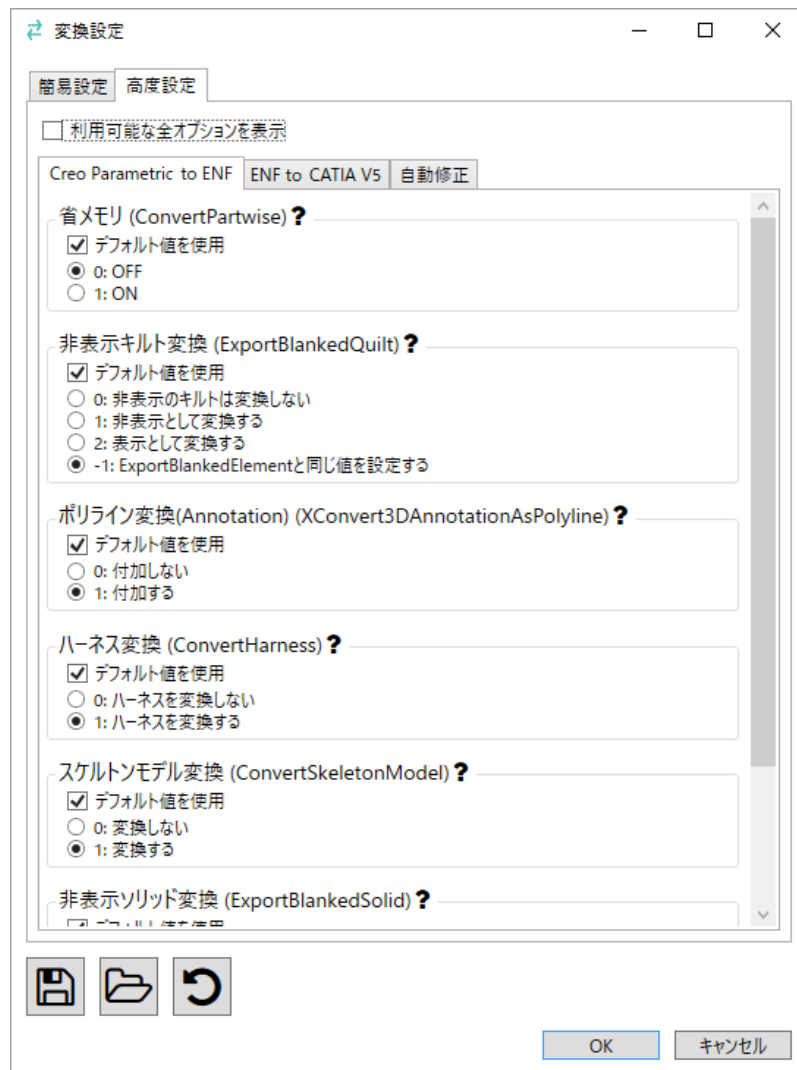 変換設定
簡易設定 高度設定
利用可能な全オプションを表示
Creo Parametric to ENF ENF to CATIA V5 自動修正
省メモリ (ConvertPartwise) ?
デフォルト値を使用
0: OFF
1: ON
非表示キルト変換 (ExportBlankedQuilt) ?
デフォルト値を使用
0: 非表示のキルトは変換しない
1: 非表示として変換する
2: 表示として変換する
-1: ExportBlankedElementと同じ値を設定する
ポリライン変換(Annotation) (XConvert3DAnnotationAsPolyline) ?
デフォルト値を使用
0: 付加しない
1: 付加する
ハーネス変換 (ConvertHarness) ?
デフォルト値を使用
0: ハーネスを変換しない
1: ハーネスを変換する
スケルトンモデル変換 (ConvertSkeletonModel) ?
デフォルト値を使用
0: 変換しない
1: 変換する
非表示ソリッド変換 (ExportBlankedSolid) ?
OK キャンセル